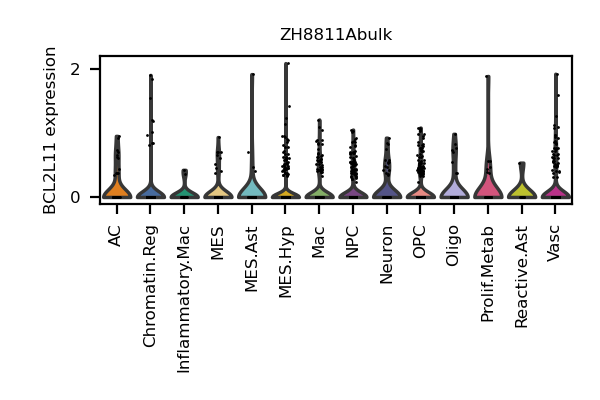 ZH8811Abulk
BCL2L11 expression
2
0
AC
Chromatin.Reg
Inflammatory.Mac
MES
MES.Ast
MES.Hyp
Mac
NPC
Neuron
OPC
Oligo
Prolif.Metab
Reactive.Ast
Vasc